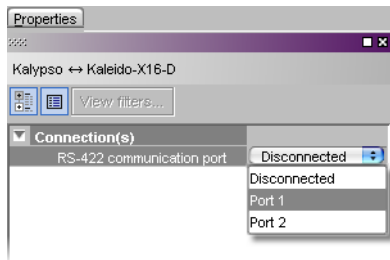 Properties
Kalypso ↔ Kaleido-X16-D
View filters...
Connection(s)
RS-422 communication port Disconnected
Disconnected
Port 1
Port 2